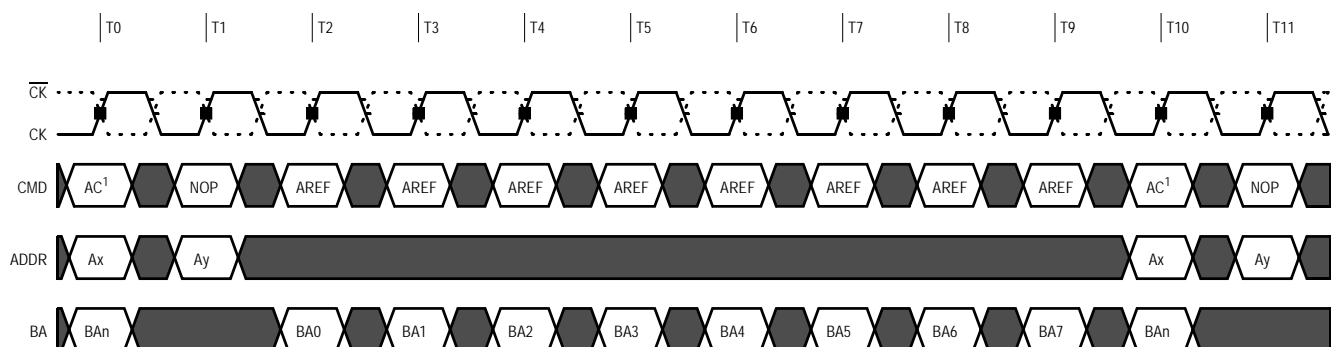 T0 T1 T2 T3 T4 T5 T6 T7 T8 T9 T10 T11
CK
CK
CMD AC1 NOP AREF AREF AREF AREF AREF AREF AREF AREF AC1 NOP
ADDR Ax Ay Ax Ay
BA BAn BA0 BA1 BA2 BA3 BA4 BA5 BA6 BA7 BAn